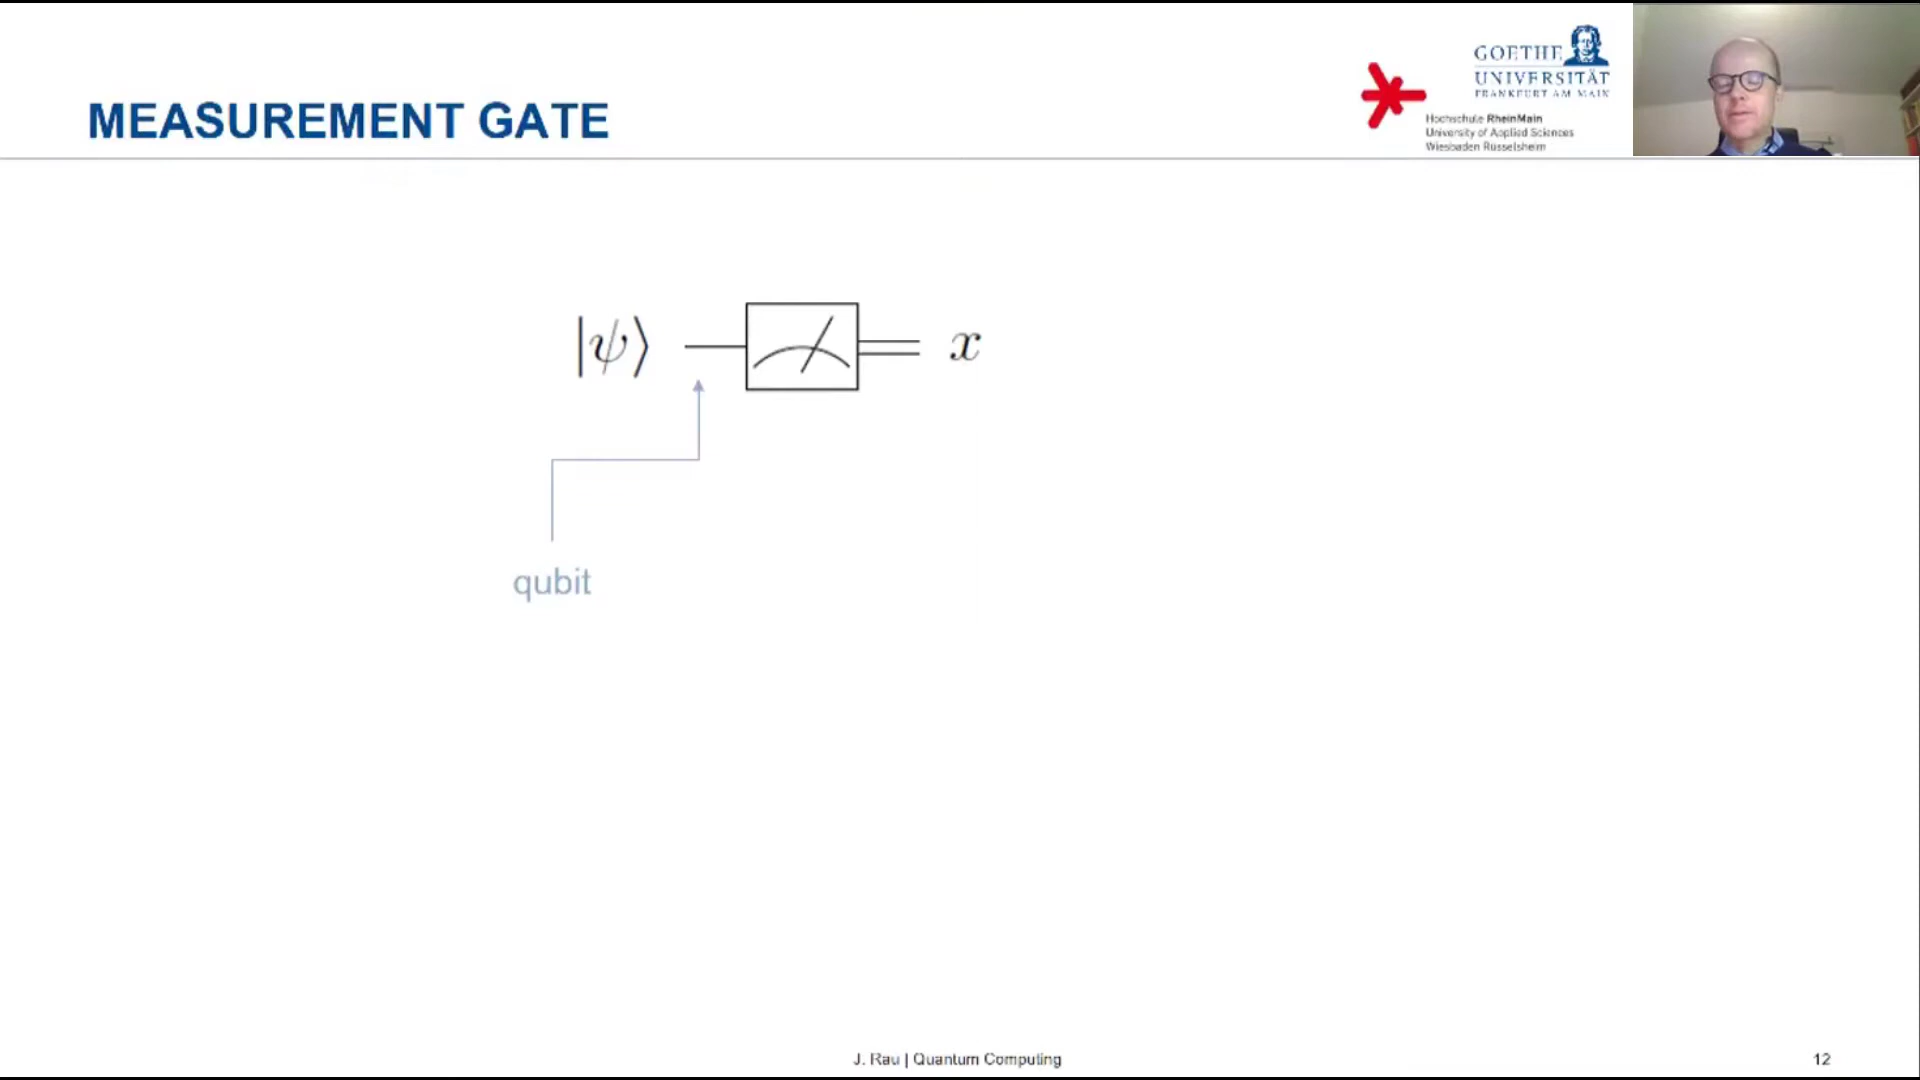 MEASUREMENT GATE
GOETHE
UNIVERSITÄT
FRANKFURT AM MAIN
Hochschule RheinMain
University of Applied Sciences
Wiesbaden Rüsselsheim
|ψ⟩ x
qubit
J. Rau | Quantum Computing
12